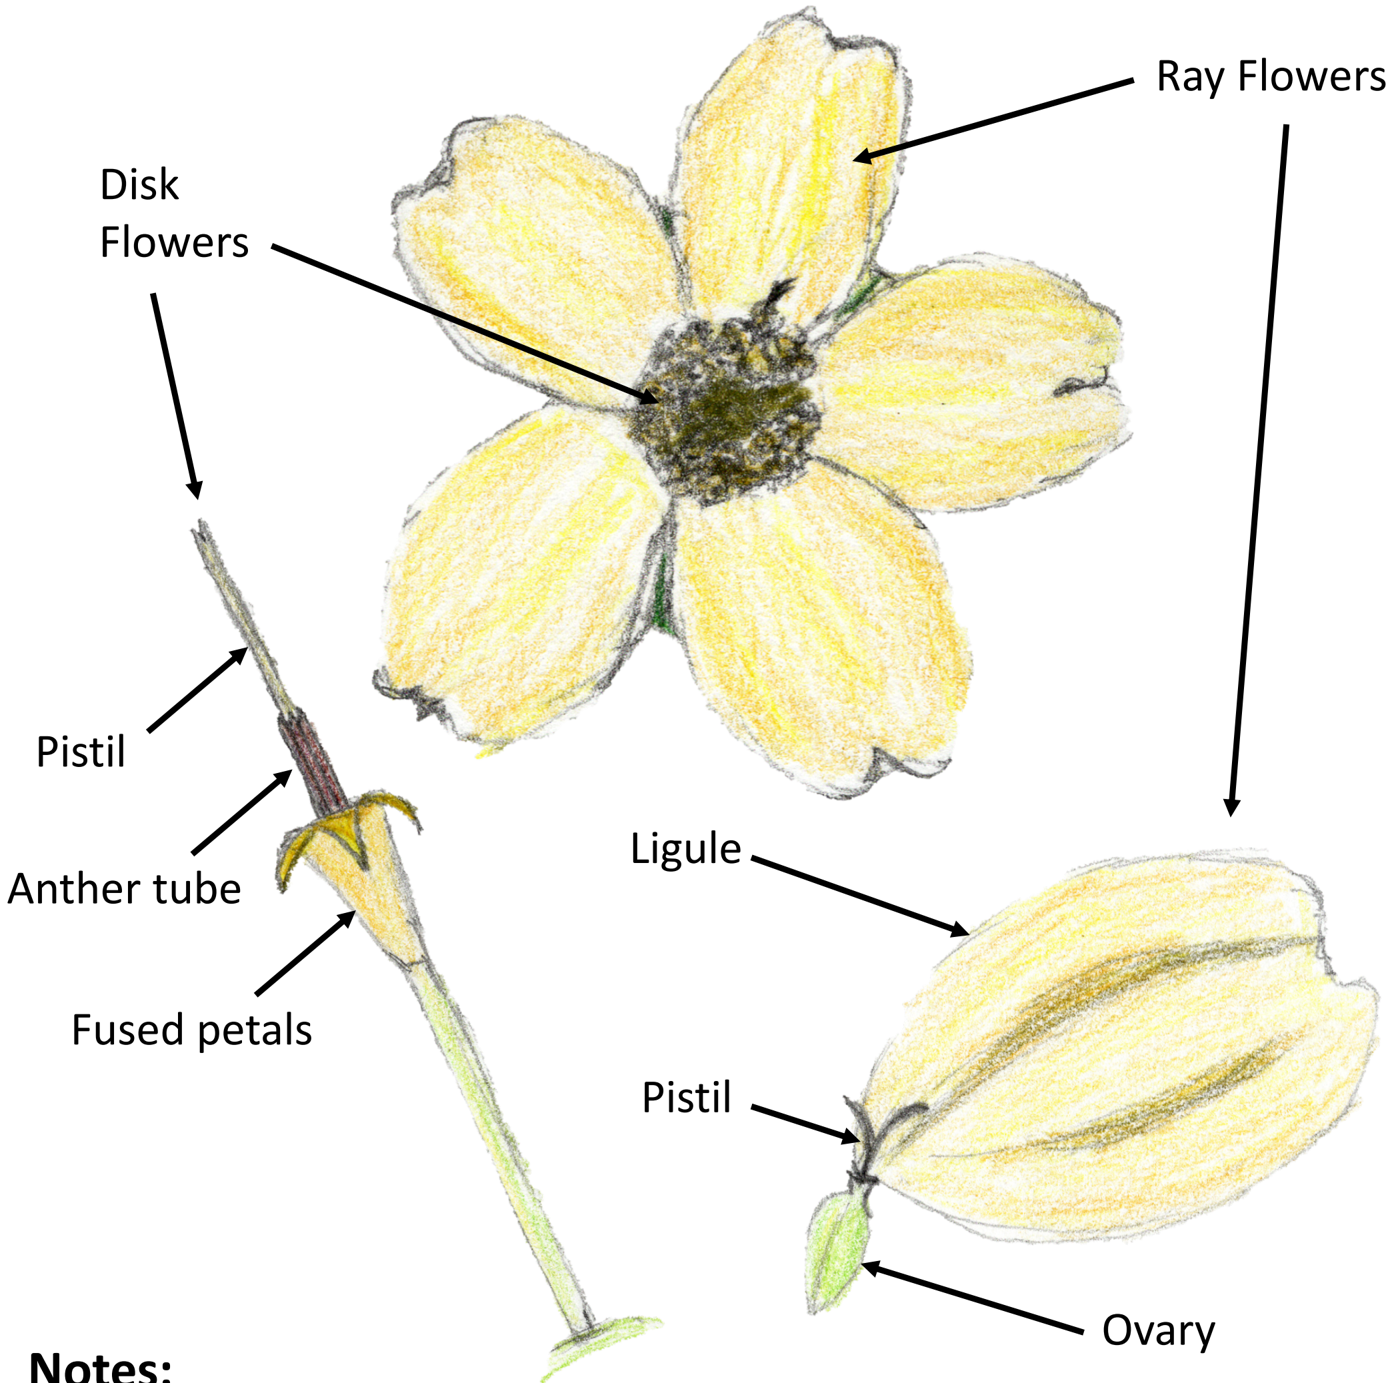 Ray Flowers
Disk
Flowers
Pistil
Anther tube
Fused petals
Ligule
Pistil
Ovary
Notes: